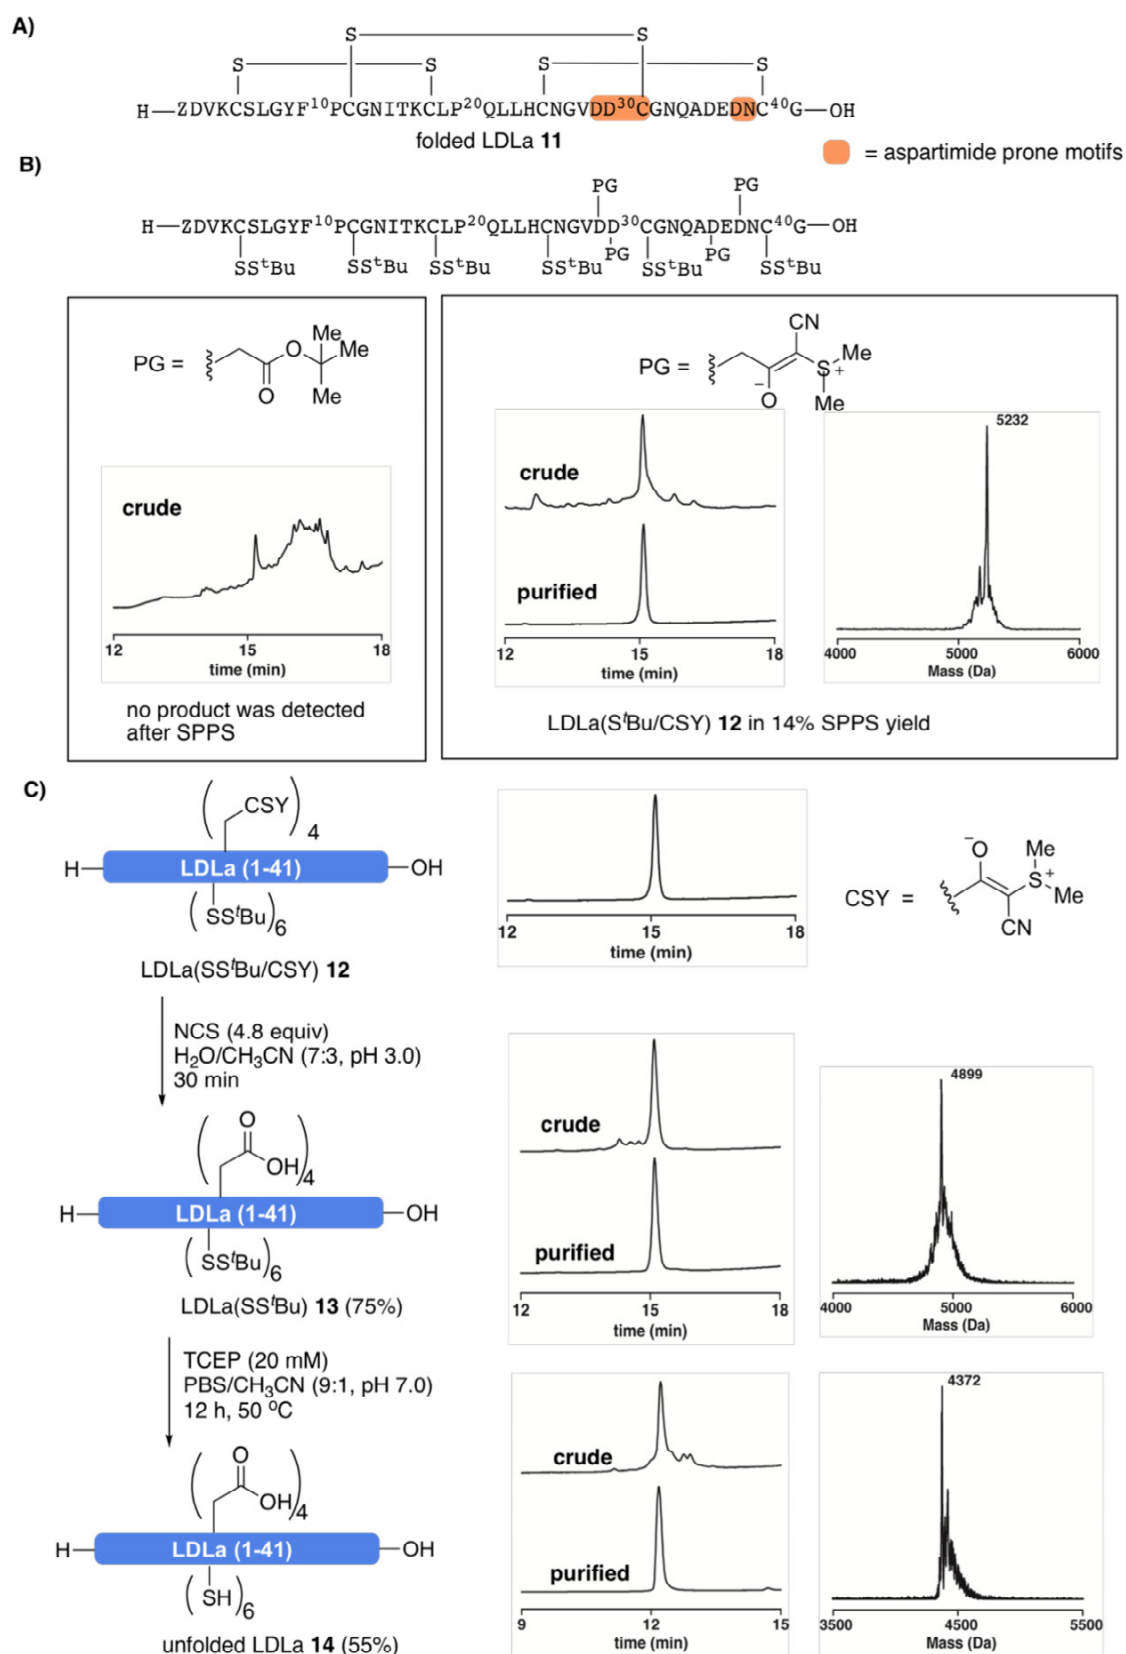 A)
S S
S S S S
H—ZDVKCSLGYF¹⁰PCGNITKCLP²⁰QLLHCNGVDD³⁰CGNQADEDNC⁴⁰G—OH
folded LDLa 11
= aspartimide prone motifs
B)
PG PG
H—ZDVKCSLGYF¹⁰PCGNITKCLP²⁰QLLHCNGVDD³⁰CGNQADEDNC⁴⁰G—OH
PG PG
SSᵗBu SSᵗBu SSᵗBu SSᵗBu SSᵗBu SSᵗBu
PG =
O
O
Me
Me
Me
crude
12 15 18
time (min)
no product was detected
after SPPS
PG =
CN
Me
S+
−
O
Me
crude
purified
12 15 18
time (min)
5232
4000 5000 6000
Mass (Da)
LDLa(SᵗBu/CSY) 12 in 14% SPPS yield
C)
( CSY )4
H— LDLa (1-41) —OH
( SSᵗBu )6
LDLa(SSᵗBu/CSY) 12
12 15 18
time (min)
CSY =
−O
Me
S+
Me
CN
NCS (4.8 equiv)
H₂O/CH₃CN (7:3, pH 3.0)
30 min
O
( OH )4
H— LDLa (1-41) —OH
( SSᵗBu )6
LDLa(SSᵗBu) 13 (75%)
crude
purified
12 15 18
time (min)
4899
4000 5000 6000
Mass (Da)
TCEP (20 mM)
PBS/CH₃CN (9:1, pH 7.0)
12 h, 50 ºC
O
( OH )4
H— LDLa (1-41) —OH
( SH )6
unfolded LDLa 14 (55%)
crude
purified
9 12 15
time (min)
4372
3500 4500 5500
Mass (Da)